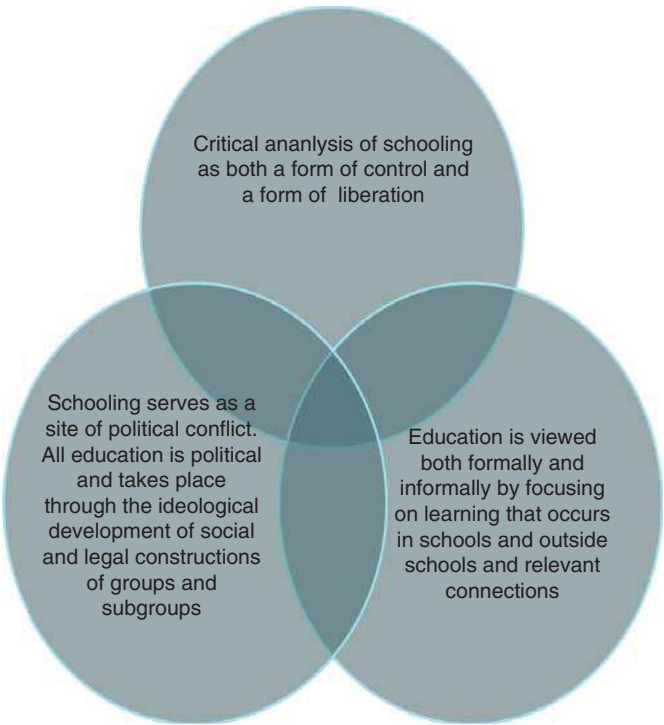 Critical ananlysis of schooling
as both a form of control and
a form of liberation
Schooling serves as a
site of political conflict.
All education is political
and takes place
through the ideological
development of social
and legal constructions
of groups and
subgroups
Education is viewed
both formally and
informally by focusing
on learning that occurs
in schools and outside
schools and relevant
connections